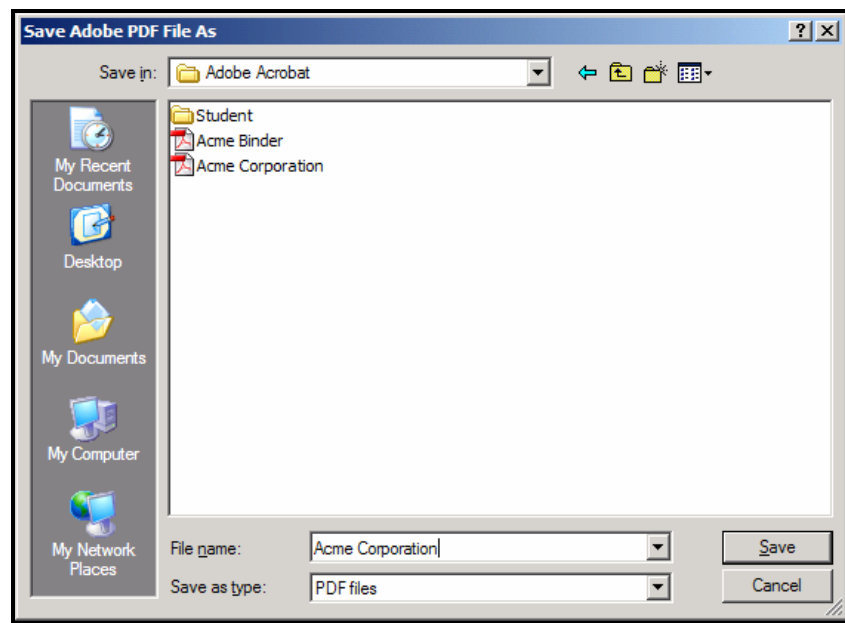 Save Adobe PDF File As
Save in:
Adobe Acrobat
Student
Acme Binder
Acme Corporation
My Recent
Documents
Desktop
My Documents
My Computer
My Network
Places
File name:
Acme Corporation
Save
Save as type:
PDF files
Cancel